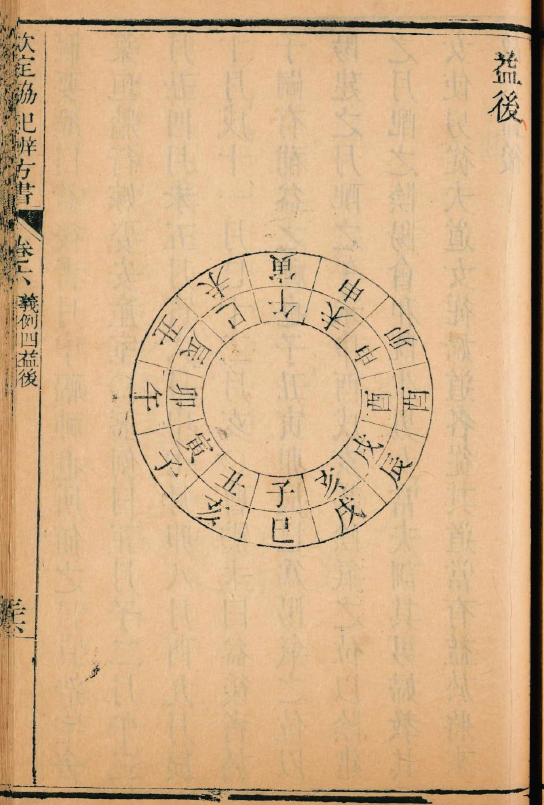 益後
寅申卯酉辰戌巳亥子午丑未
午未申酉戌亥子丑寅卯辰巳
欽定協紀辨方書
卷六
義例四益後